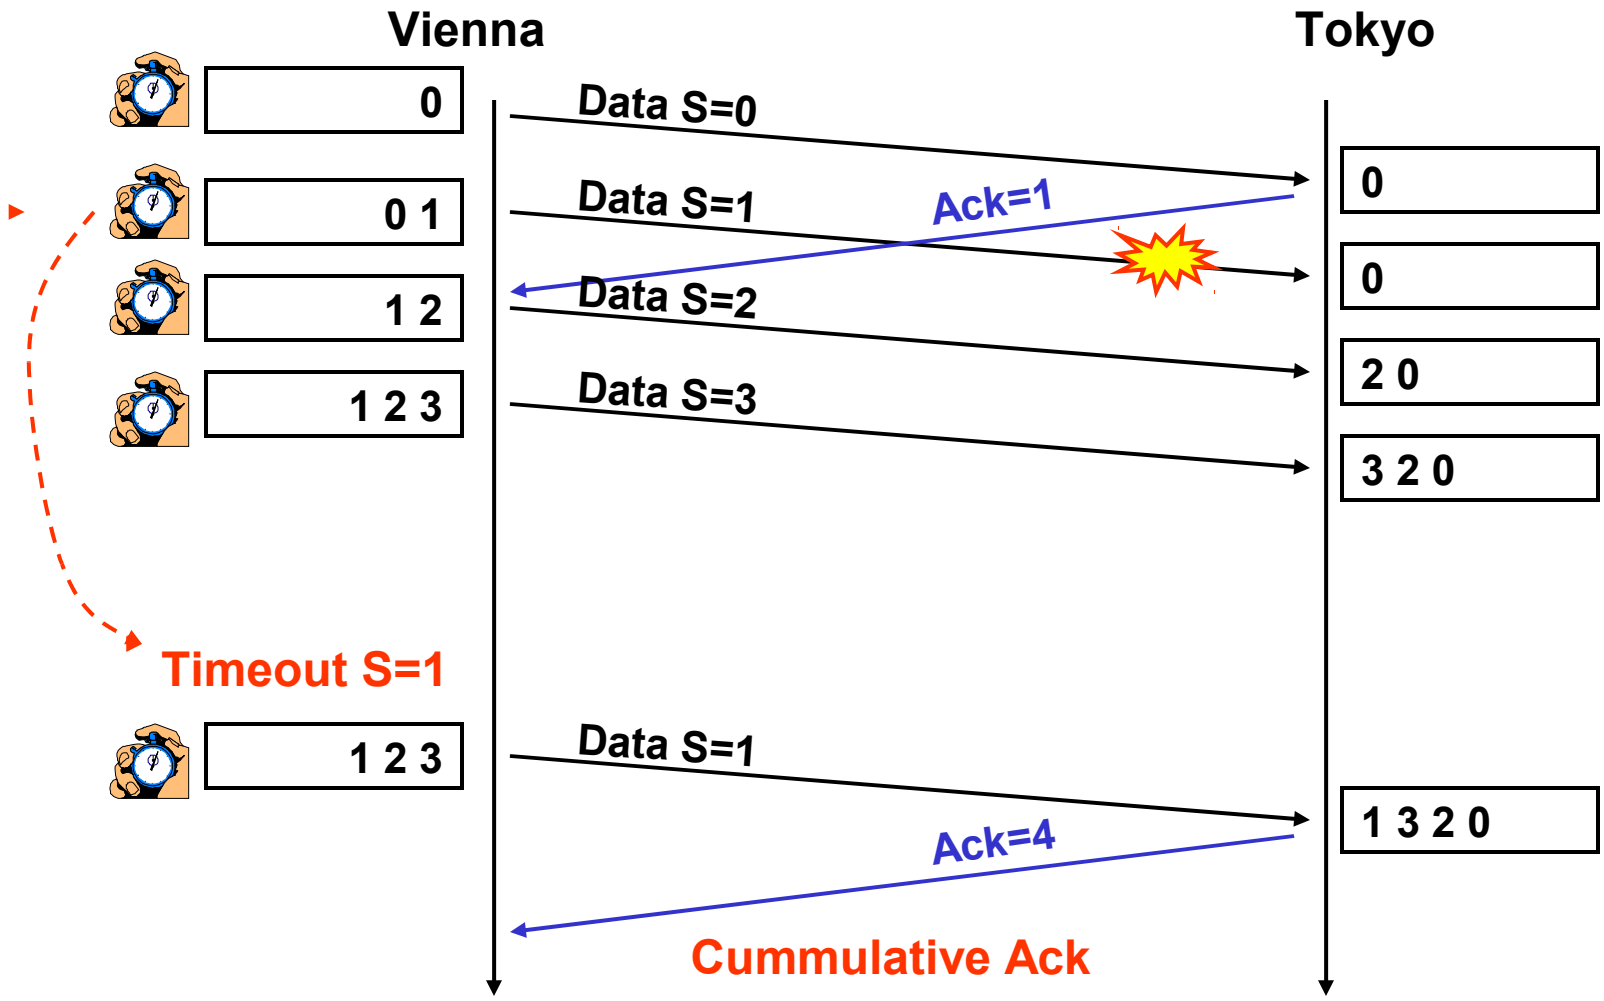 Vienna
Tokyo
0
Data S=0
0
0 1
Data S=1
Ack=1
0
1 2
Data S=2
2 0
1 2 3
Data S=3
3 2 0
Timeout S=1
1 2 3
Data S=1
1 3 2 0
Ack=4
Cummulative Ack